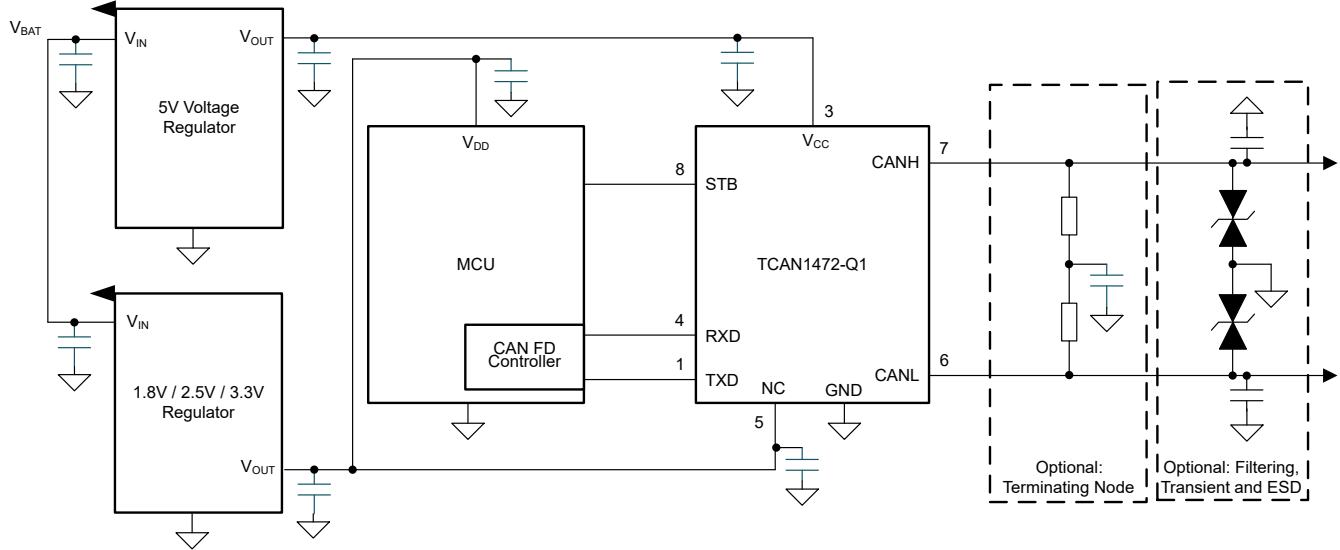 VBAT
VIN
VOUT
5V Voltage
Regulator
VIN
1.8V / 2.5V / 3.3V
Regulator
VOUT
VDD
MCU
CAN FD
Controller
8
4
1
3
VCC
STB
TCAN1472-Q1
RXD
TXD
NC
GND
5
CANH
7
CANL
6
Optional:
Terminating Node
Optional: Filtering,
Transient and ESD